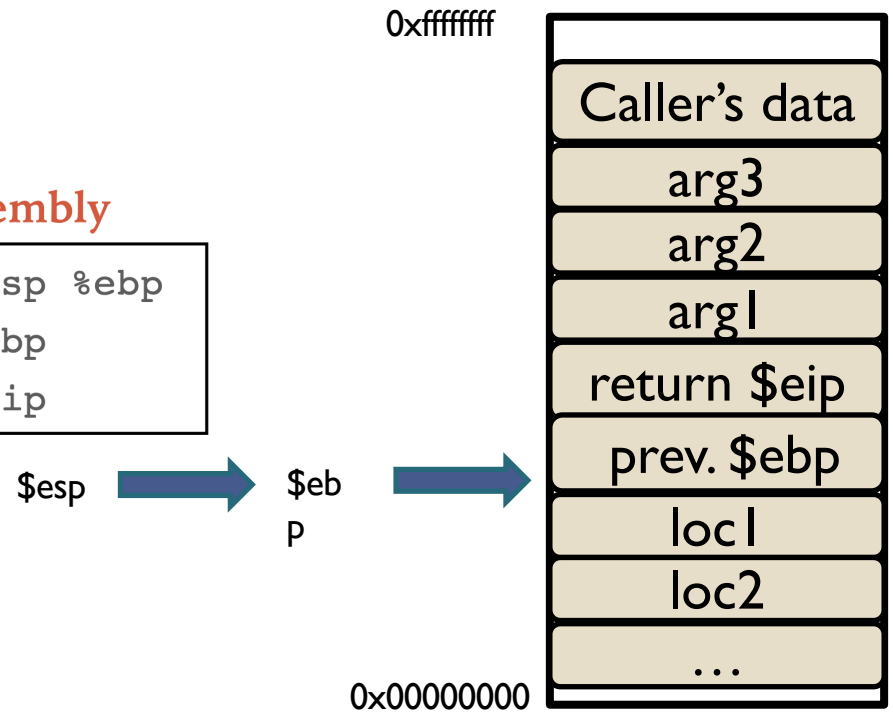 0xffffffff
Caller's data
arg3
arg2
arg1
return $eip
prev. $ebp
loc1
loc2
…
0x00000000
embly
sp %ebp
bp
ip
$esp
$eb
p